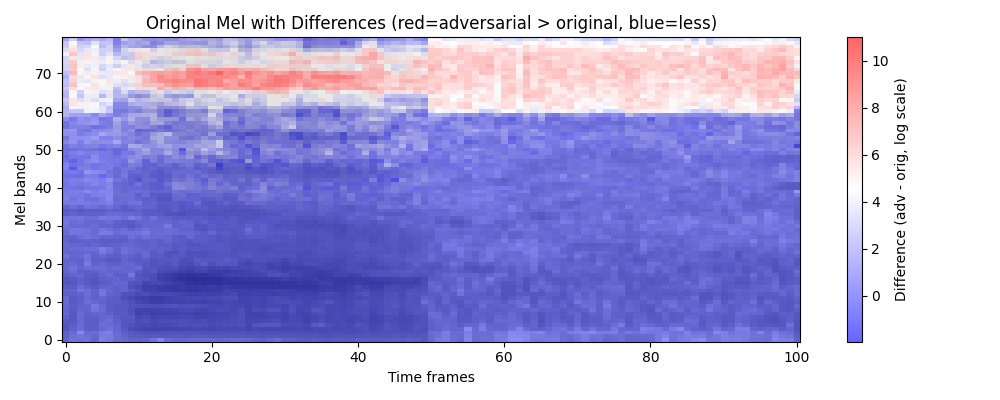 Original Mel with Differences (red=adversarial > original, blue=less)
Mel bands
70
60
50
40
30
20
10
0
0 20 40 60 80 100
Time frames
10
8
6
4
2
0
Difference (adv - orig, log scale)